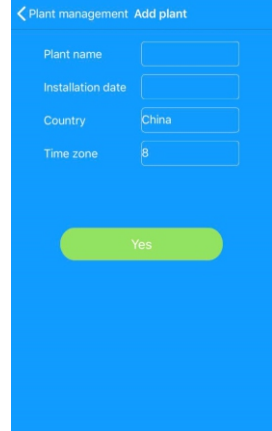 Plant management Add plant
Plant name
Installation date
Country China
Time zone 8
Yes